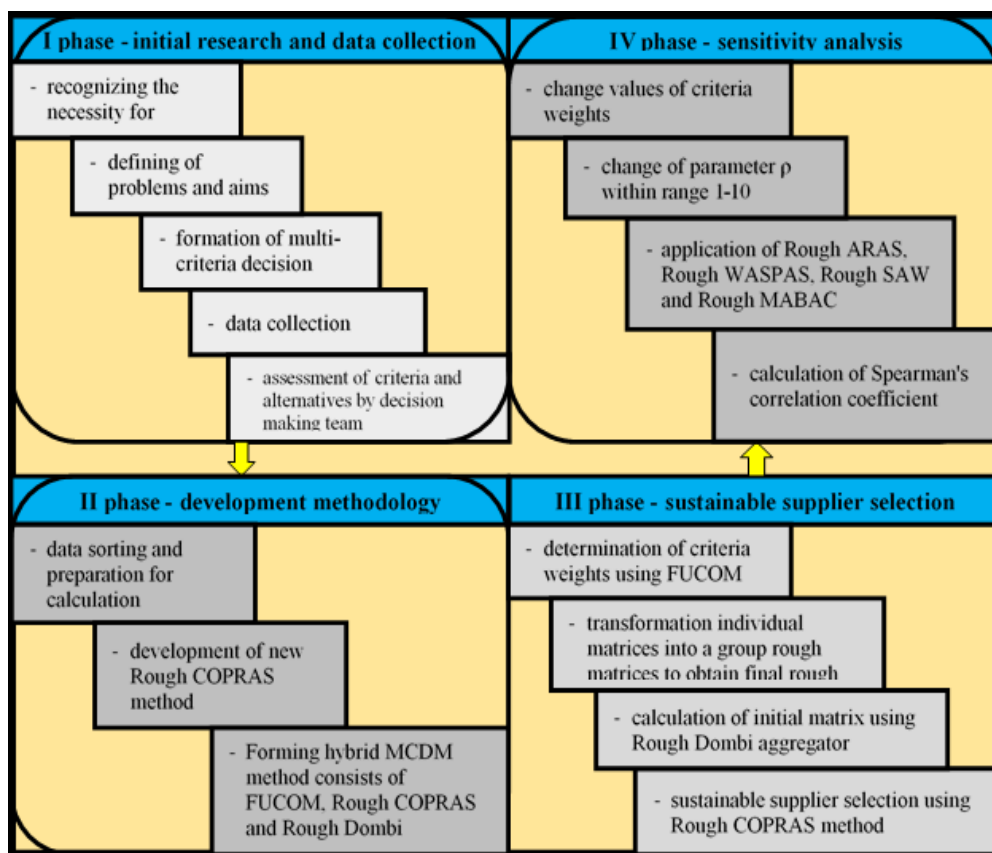 I phase - initial research and data collection
- recognizing the
necessity for
- defining of
problems and aims
- formation of multi-
criteria decision
- data collection
- assessment of criteria and
alternatives by decision
making team
IV phase - sensitivity analysis
- change values of criteria
weights
- change of parameter ρ
within range 1-10
- application of Rough ARAS,
Rough WASPAS, Rough SAW
and Rough MABAC
- calculation of Spearman's
correlation coefficient
II phase - development methodology
- data sorting and
preparation for
calculation
- development of new
Rough COPRAS
method
- Forming hybrid MCDM
method consists of
FUCOM, Rough COPRAS
and Rough Dombi
III phase - sustainable supplier selection
- determination of criteria
weights using FUCOM
- transformation individual
matrices into a group rough
matrices to obtain final rough
- calculation of initial matrix using
Rough Dombi aggregator
- sustainable supplier selection using
Rough COPRAS method